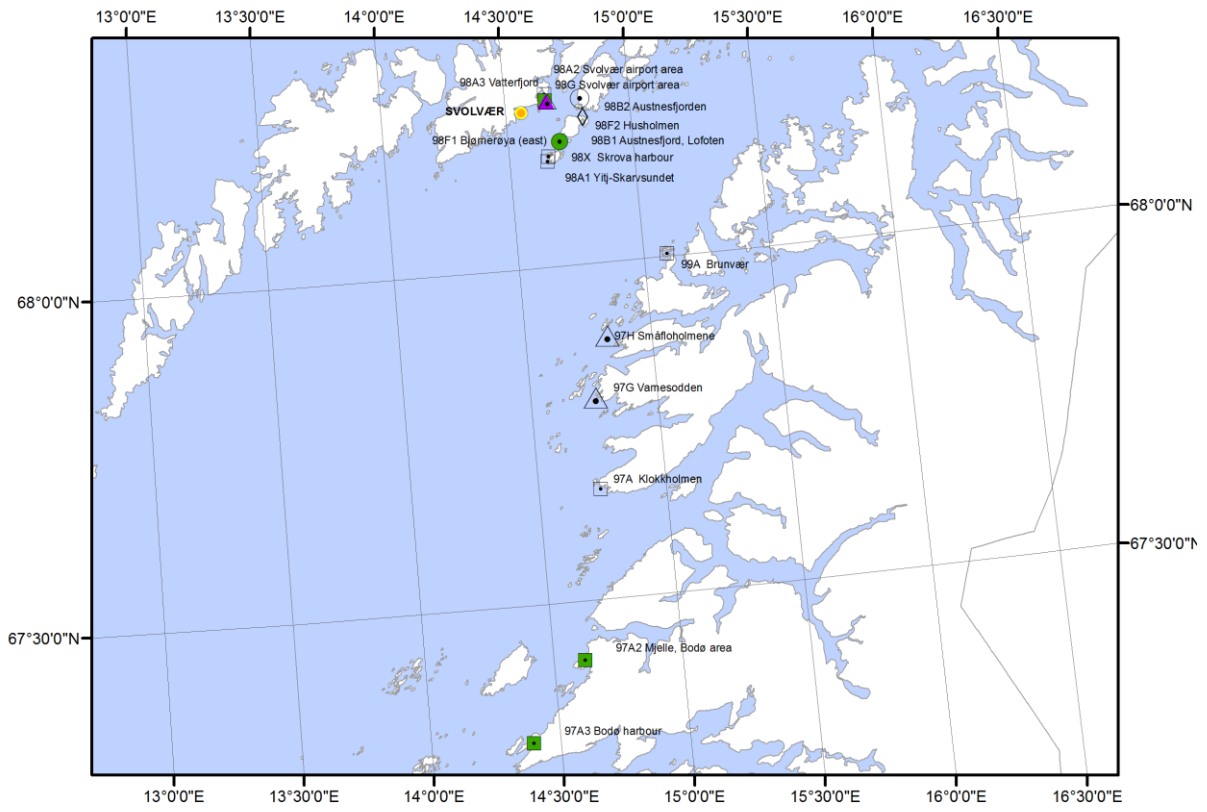 13°0'0"E 13°30'0"E 14°0'0"E 14°30'0"E 15°0'0"E 15°30'0"E 16°0'0"E 16°30'0"E
98A2 Svolvær airport area
98A3 Vatterfjord
98G Svolvær airport area
98B2 Austnesfjorden
SVOLVÆR
98F2 Husholmen
98F1 Bjørnerøya (east)
98B1 Austnesfjord, Lofoten
98X Skrova harbour
98A1 Yitj-Skarvsundet
68°0'0"N
99A Brunvær
68°0'0"N
97H Småfloholmene
97G Varnesodden
97A Klokkholmen
67°30'0"N
67°30'0"N
97A2 Mjelle, Bodø area
97A3 Bodø harbour
13°0'0"E 13°30'0"E 14°0'0"E 14°30'0"E 15°0'0"E 15°30'0"E 16°0'0"E 16°30'0"E